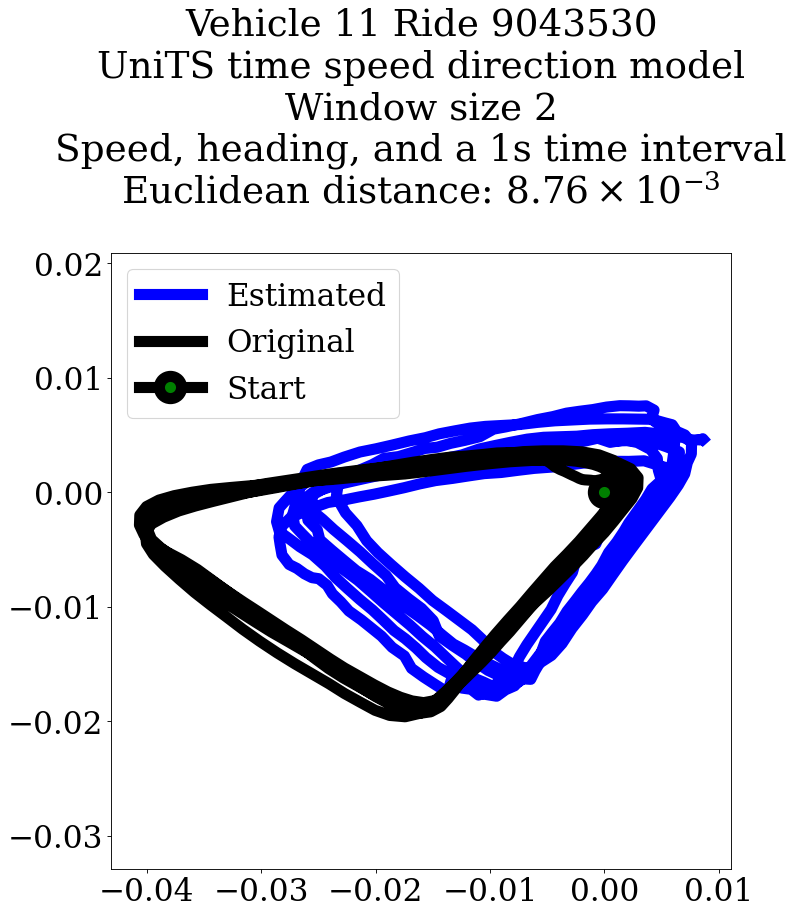 Vehicle 11 Ride 9043530
UniTS time speed direction model
Window size 2
Speed, heading, and a 1s time interval
Euclidean distance: 8.76 × 10⁻³
Estimated
Original
Start
0.02
0.01
0.00
−0.01
−0.02
−0.03
−0.04 −0.03 −0.02 −0.01 0.00 0.01